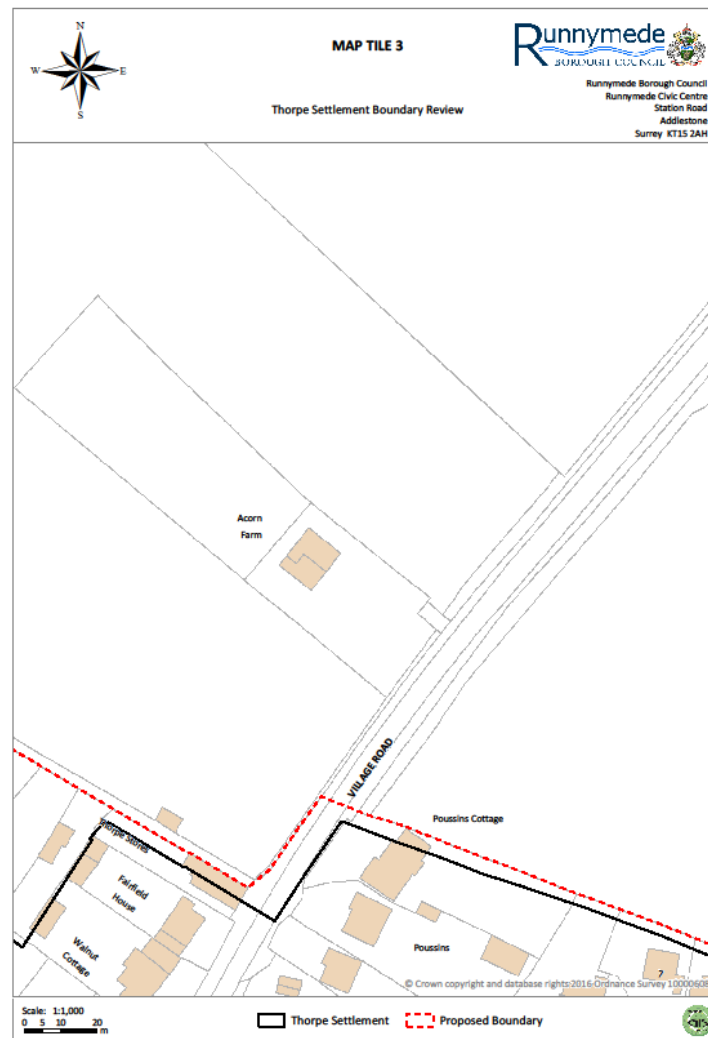 N
W E
S
MAP TILE 3
Thorpe Settlement Boundary Review
Runnymede
BOROUGH COUNCIL
Runnymede Borough Council
Runnymede Civic Centre
Station Road
Addlestone
Surrey KT15 2AH
Acorn
Farm
VILLAGE ROAD
Poussins Cottage
Thorpe Stores
Fairfield
House
Walnut
Cottage
Poussins
7
© Crown copyright and database rights 2016 Ordnance Survey 10000608
Scale: 1:1,000
0 5 10 20
m
Thorpe Settlement
Proposed Boundary